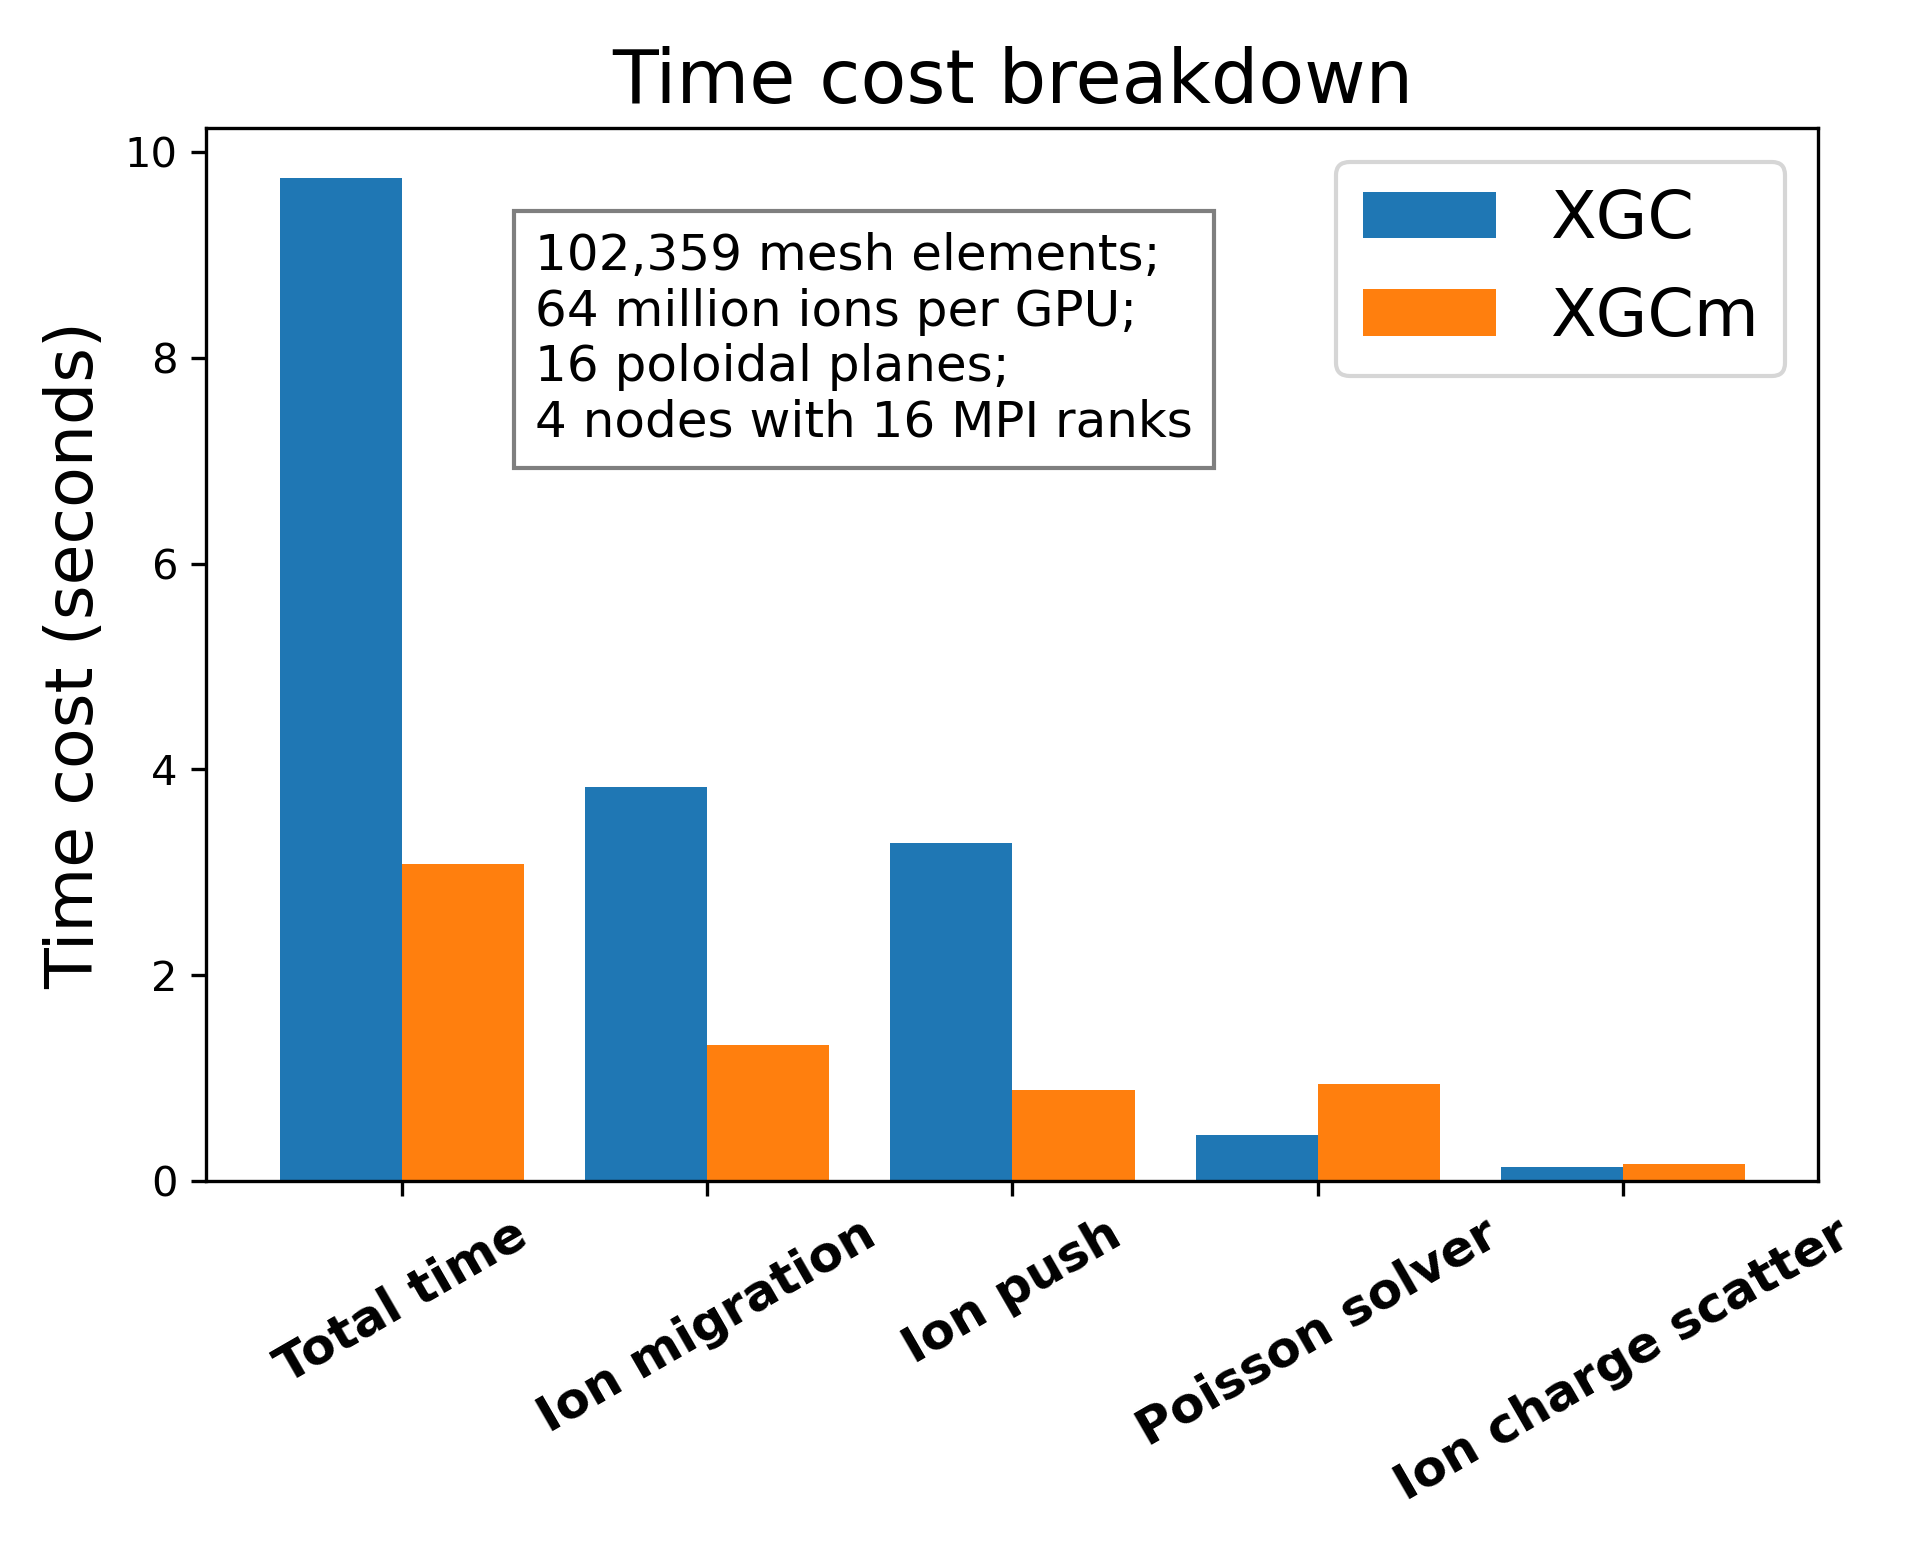 Time cost breakdown
Time cost (seconds)
10
8
6
4
2
0
102,359 mesh elements;
64 million ions per GPU;
16 poloidal planes;
4 nodes with 16 MPI ranks
XGC
XGCm
Total time
Ion migration
Ion push
Poisson solver
Ion charge scatter